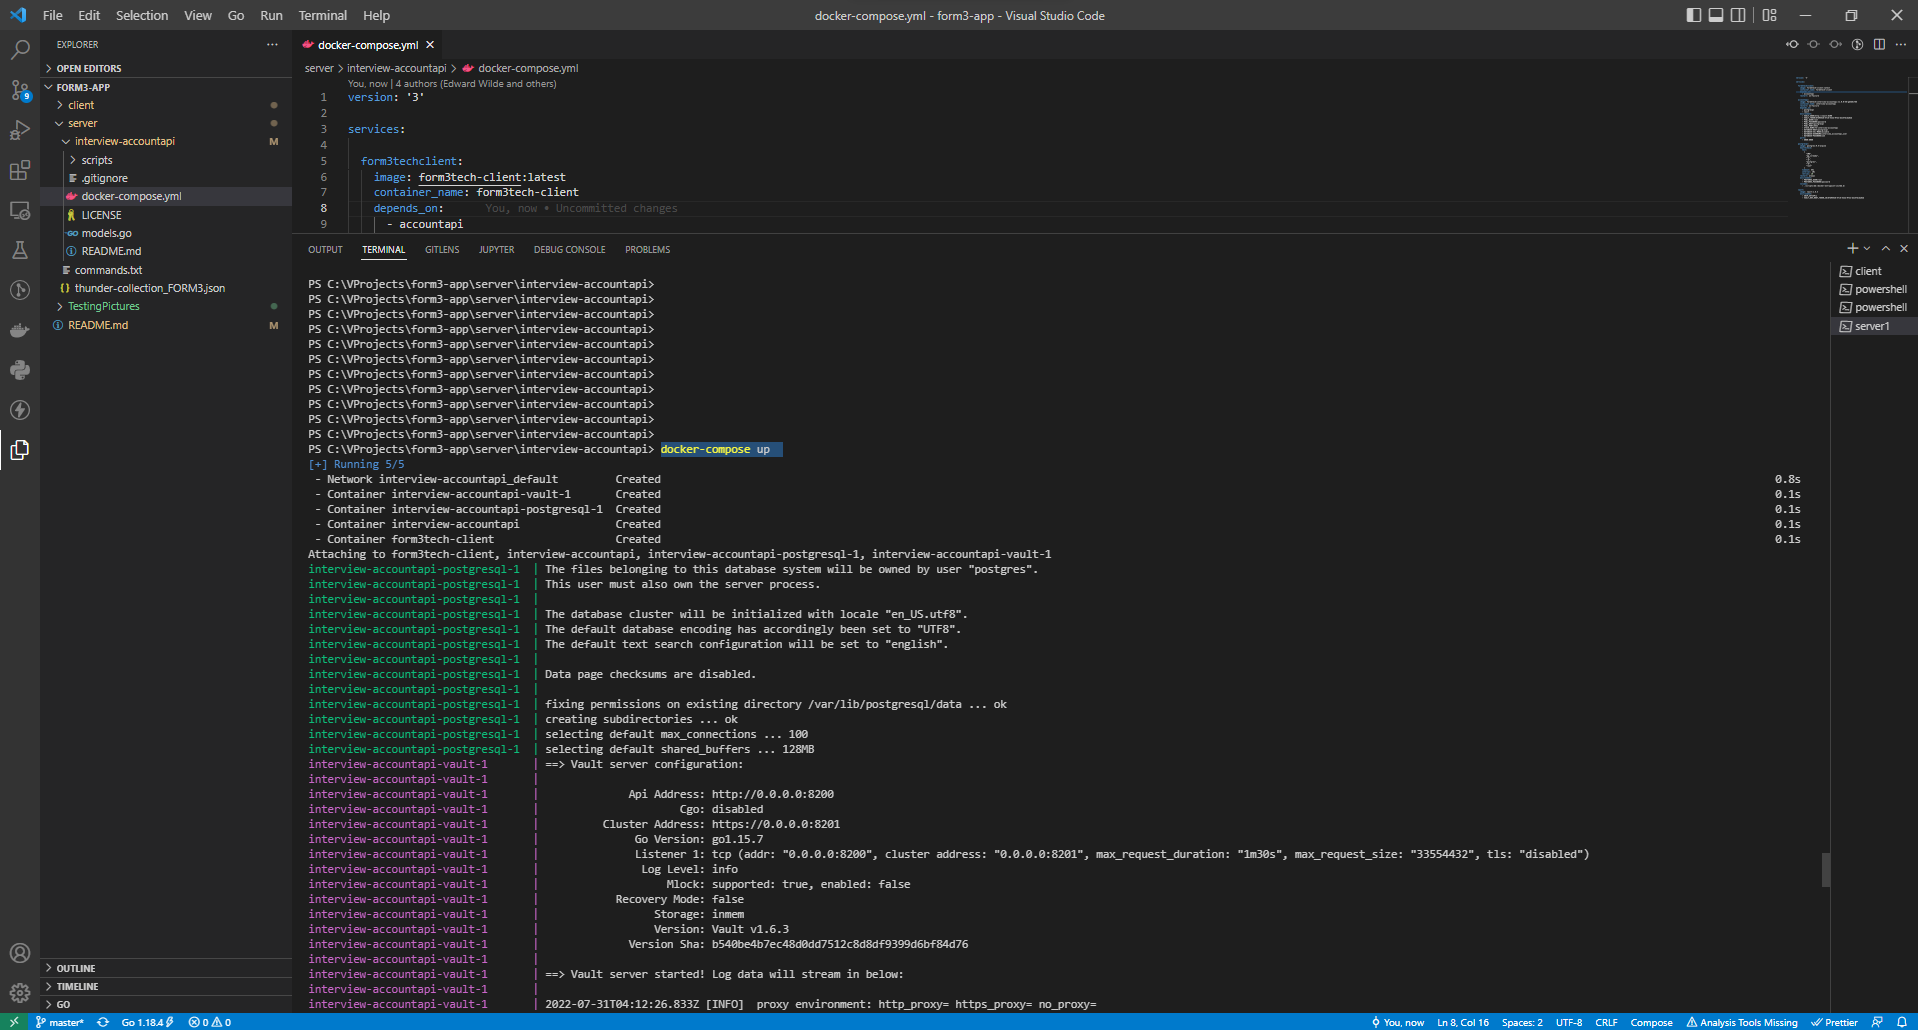 File Edit Selection View Go Run Terminal Help
docker-compose.yml - form3-app - Visual Studio Code
EXPLORER
OPEN EDITORS
FORM3-APP
client
server
interview-accountapi M
scripts
.gitignore
docker-compose.yml
LICENSE
models.go
README.md
commands.txt
thunder-collection_FORM3.json
TestingPictures
README.md M
OUTLINE
TIMELINE
GO
9
docker-compose.yml
server > interview-accountapi > docker-compose.yml
You, now | 4 authors (Edward Wilde and others)
1 version: '3'
2
3 services:
4
5 form3techclient:
6 image: form3tech-client:latest
7 container_name: form3tech-client
8 depends_on: You, now • Uncommitted changes
9 - accountapi
OUTPUT TERMINAL GITLENS JUPYTER DEBUG CONSOLE PROBLEMS
client
powershell
powershell
server1
PS C:\VProjects\form3-app\server\interview-accountapi>
PS C:\VProjects\form3-app\server\interview-accountapi>
PS C:\VProjects\form3-app\server\interview-accountapi>
PS C:\VProjects\form3-app\server\interview-accountapi>
PS C:\VProjects\form3-app\server\interview-accountapi>
PS C:\VProjects\form3-app\server\interview-accountapi>
PS C:\VProjects\form3-app\server\interview-accountapi>
PS C:\VProjects\form3-app\server\interview-accountapi>
PS C:\VProjects\form3-app\server\interview-accountapi>
PS C:\VProjects\form3-app\server\interview-accountapi>
PS C:\VProjects\form3-app\server\interview-accountapi>
PS C:\VProjects\form3-app\server\interview-accountapi> docker-compose up
[+] Running 5/5
- Network interview-accountapi_default Created 0.8s
- Container interview-accountapi-vault-1 Created 0.1s
- Container interview-accountapi-postgresql-1 Created 0.1s
- Container interview-accountapi Created 0.1s
- Container form3tech-client Created 0.1s
Attaching to form3tech-client, interview-accountapi, interview-accountapi-postgresql-1, interview-accountapi-vault-1
interview-accountapi-postgresql-1 | The files belonging to this database system will be owned by user "postgres".
interview-accountapi-postgresql-1 | This user must also own the server process.
interview-accountapi-postgresql-1 |
interview-accountapi-postgresql-1 | The database cluster will be initialized with locale "en_US.utf8".
interview-accountapi-postgresql-1 | The default database encoding has accordingly been set to "UTF8".
interview-accountapi-postgresql-1 | The default text search configuration will be set to "english".
interview-accountapi-postgresql-1 |
interview-accountapi-postgresql-1 | Data page checksums are disabled.
interview-accountapi-postgresql-1 |
interview-accountapi-postgresql-1 | fixing permissions on existing directory /var/lib/postgresql/data ... ok
interview-accountapi-postgresql-1 | creating subdirectories ... ok
interview-accountapi-postgresql-1 | selecting default max_connections ... 100
interview-accountapi-postgresql-1 | selecting default shared_buffers ... 128MB
interview-accountapi-vault-1 | ==> Vault server configuration:
interview-accountapi-vault-1 |
interview-accountapi-vault-1 | Api Address: http://0.0.0.0:8200
interview-accountapi-vault-1 | Cgo: disabled
interview-accountapi-vault-1 | Cluster Address: https://0.0.0.0:8201
interview-accountapi-vault-1 | Go Version: go1.15.7
interview-accountapi-vault-1 | Listener 1: tcp (addr: "0.0.0.0:8200", cluster address: "0.0.0.0:8201", max_request_duration: "1m30s", max_request_size: "33554432", tls: "disabled")
interview-accountapi-vault-1 | Log Level: info
interview-accountapi-vault-1 | Mlock: supported: true, enabled: false
interview-accountapi-vault-1 | Recovery Mode: false
interview-accountapi-vault-1 | Storage: inmem
interview-accountapi-vault-1 | Version: Vault v1.6.3
interview-accountapi-vault-1 | Version Sha: b540be4b7ec48d0dd7512c8d8df9399d6bf84d76
interview-accountapi-vault-1 |
interview-accountapi-vault-1 | ==> Vault server started! Log data will stream in below:
interview-accountapi-vault-1 |
interview-accountapi-vault-1 | 2022-07-31T04:12:26.833Z [INFO] proxy environment: http_proxy= https_proxy= no_proxy=
master* Go 1.18.4 0 0 You, now Ln 8, Col 16 Spaces: 2 UTF-8 CRLF Compose Analysis Tools Missing Prettier